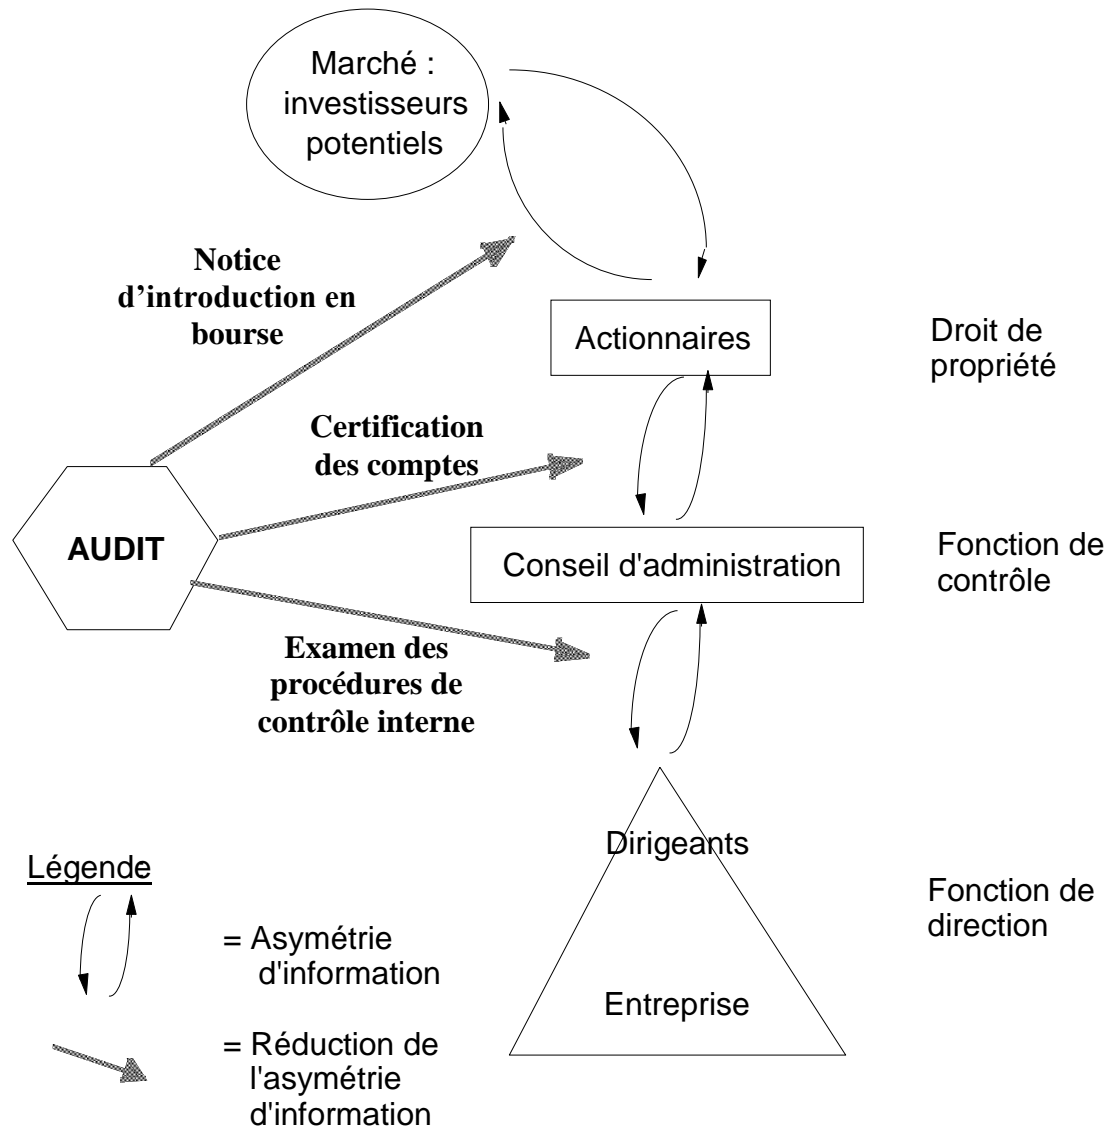 Marché :
investisseurs
potentiels
Notice
d’introduction en
bourse
Actionnaires
Droit de
propriété
Certification
des comptes
AUDIT
Conseil d'administration
Fonction de
contrôle
Examen des
procédures de
contrôle interne
Dirigeants
Entreprise
Fonction de
direction
Légende
= Asymétrie
d'information
= Réduction de
l'asymétrie
d'information